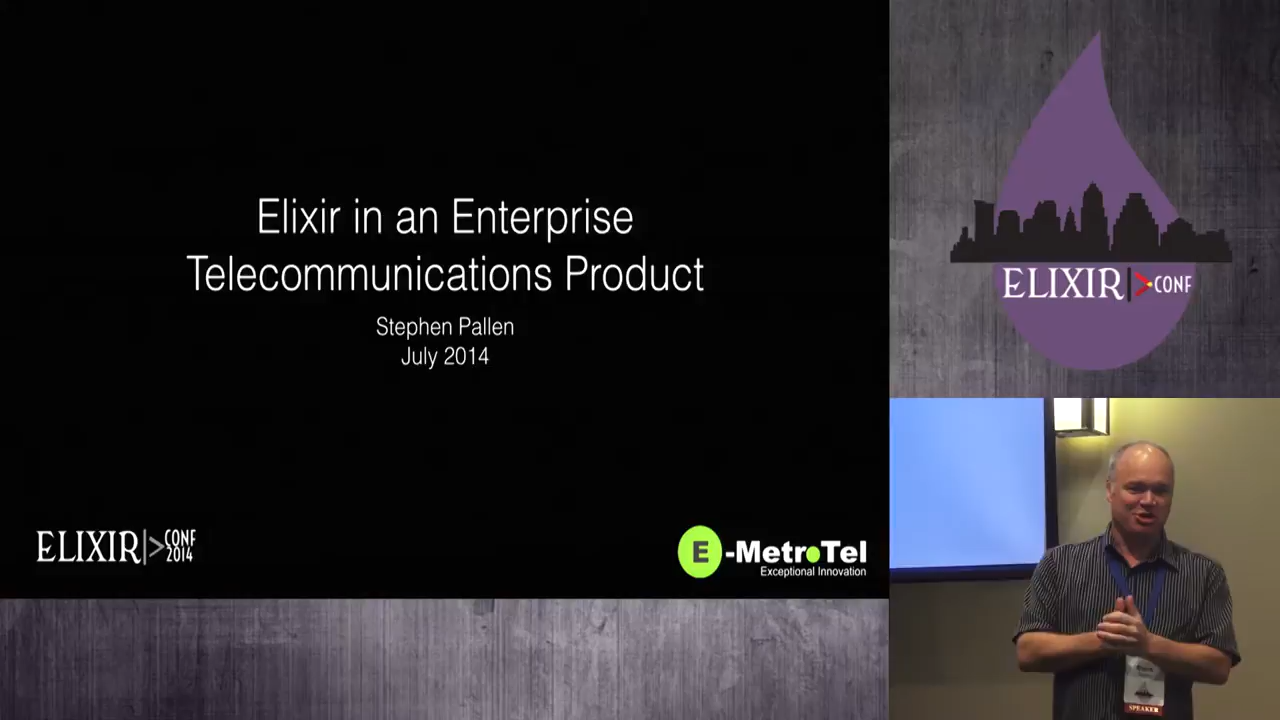 Elixir in an Enterprise
Telecommunications Product
Stephen Pallen
July 2014
ELIXIR|> CONF
2014
E-MetroTel
Exceptional Innovation
ELIXIR|> CONF
SPEAKER